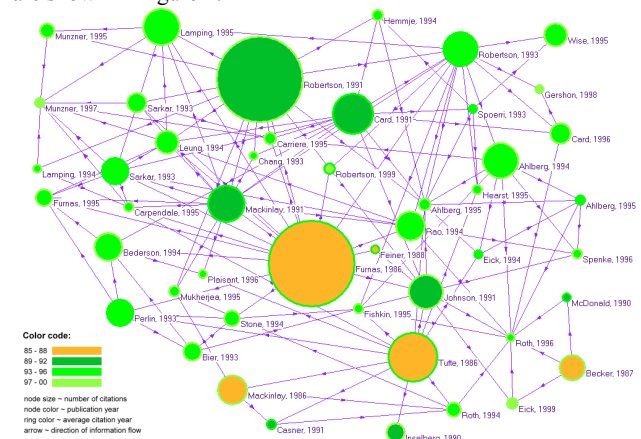 Munzner, 1995
Lamping, 1995
Hemmje, 1994
Robertson, 1993
Wise, 1995
Robertson, 1991
Gershon, 1998
Munzner, 1997
Sarkar, 1993
Card, 1991
Spoerri, 1993
Card, 1996
Carriere, 1995
Leung, 1994
Chang, 1993
Lamping, 1994
Sarkar, 1993
Robertson, 1999
Ahlberg, 1994
Hearst, 1995
Furnas, 1995
Carpendale, 1995
Mackinlay, 1991
Ahlberg, 1995
Ahlberg, 1995
Rao, 1994
Bederson, 1994
Feiner, 1988
Eick, 1994
Spenke, 1996
Plaisant, 1996
Furnas, 1986
Mukherjea, 1995
Johnson, 1991
McDonald, 1990
Perlin, 1993
Stone, 1994
Fishkin, 1995
Color code:
85 - 88
89 - 92
93 - 96
97 - 00
Roth, 1996
Bier, 1993
Tufte, 1986
Becker, 1987
Mackinlay, 1986
node size ~ number of citations
node color ~ publication year
ring color ~ average citation year
arrow ~ direction of information flow
Roth, 1994
Eick, 1999
Casner, 1991
Inselberg, 1990